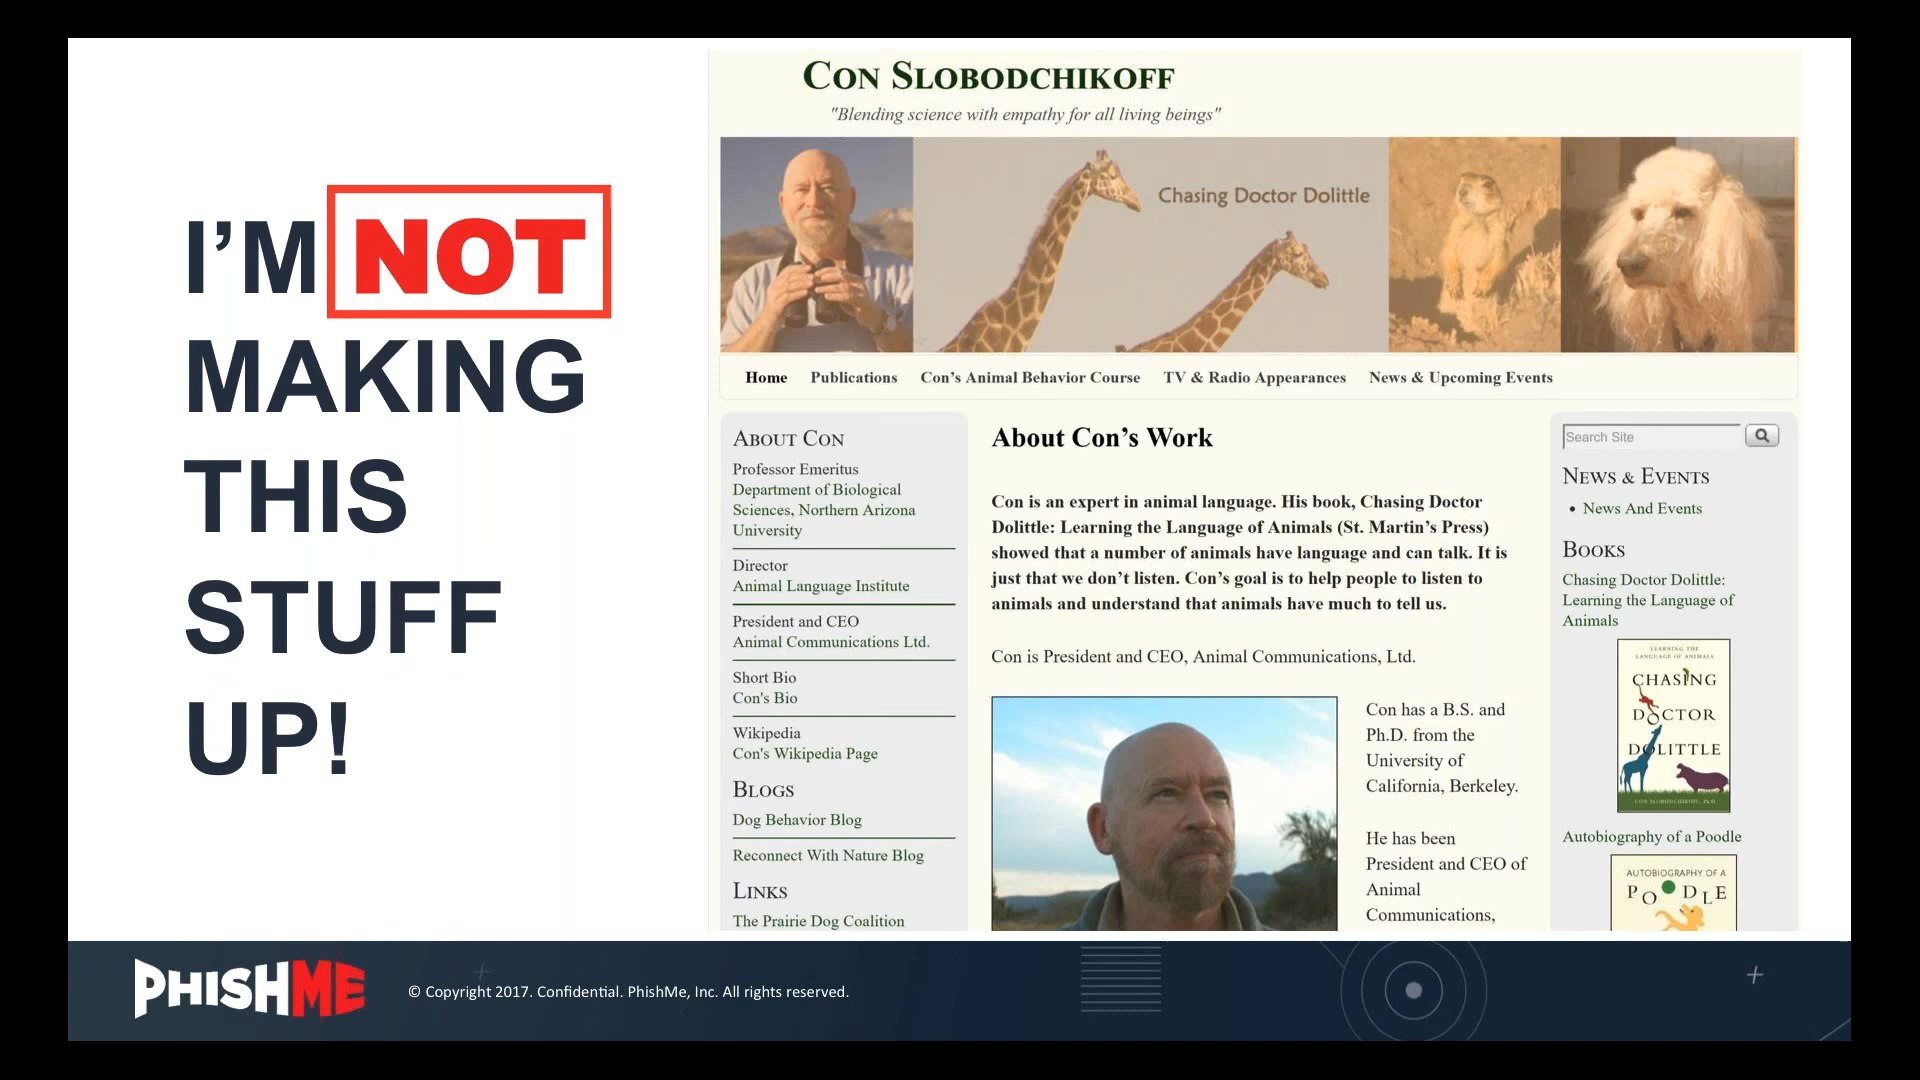 I'M NOT
MAKING
THIS
STUFF
UP!
CON SLOBODCHIKOFF
"Blending science with empathy for all living beings"
Chasing Doctor Dolittle
Home Publications Con's Animal Behavior Course TV & Radio Appearances News & Upcoming Events
ABOUT CON
Professor Emeritus
Department of Biological
Sciences, Northern Arizona
University
Director
Animal Language Institute
President and CEO
Animal Communications Ltd.
Short Bio
Con's Bio
Wikipedia
Con's Wikipedia Page
BLOGS
Dog Behavior Blog
Reconnect With Nature Blog
LINKS
The Prairie Dog Coalition
About Con's Work
Con is an expert in animal language. His book, Chasing Doctor
Dolittle: Learning the Language of Animals (St. Martin's Press)
showed that a number of animals have language and can talk. It is
just that we don't listen. Con's goal is to help people to listen to
animals and understand that animals have much to tell us.
Con is President and CEO, Animal Communications, Ltd.
Con has a B.S. and
Ph.D. from the
University of
California, Berkeley.
He has been
President and CEO of
Animal
Communications,
Search Site
NEWS & EVENTS
• News And Events
BOOKS
Chasing Doctor Dolittle:
Learning the Language of
Animals
LEARNING THE
LANGUAGE OF ANIMALS
CHASING
DOCTOR
DOLITTLE
CON SLOBODCHIKOFF, Ph.D.
Autobiography of a Poodle
AUTOBIOGRAPHY OF A
POODLE
PHISHME
© Copyright 2017. Confidential. PhishMe, Inc. All rights reserved.